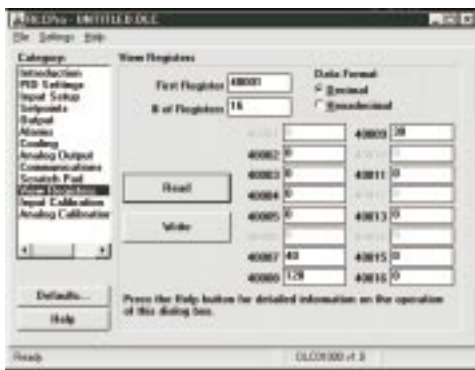 RLCPro - UNTITLED.DLC
File Settings Help
Category:
Introduction
PID Settings
Input Setup
Setpoints
Output
Alarms
Cooling
Analog Output
Communications
Scratch Pad
View Registers
Input Calibration
Analog Calibration
Defaults...
Help
View Registers
First Register 40001
# of Registers 16
Data Format
Decimal
Hexadecimal
Read
Write
40002 0
40003 0
40004 0
40005 0
40007 40
40008 128
40009 30
40011 0
40013 0
40015 0
40016 0
Press the Help button for detailed information on the operation
of this dialog box.
Ready
DLC01000 v1.0